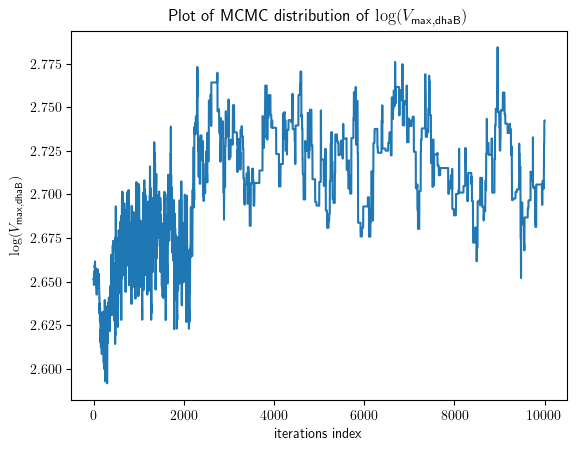 Plot of MCMC distribution of log(V_max,dhaB)
log(V_max,dhaB)
2.775
2.750
2.725
2.700
2.675
2.650
2.625
2.600
0 2000 4000 6000 8000 10000
iterations index